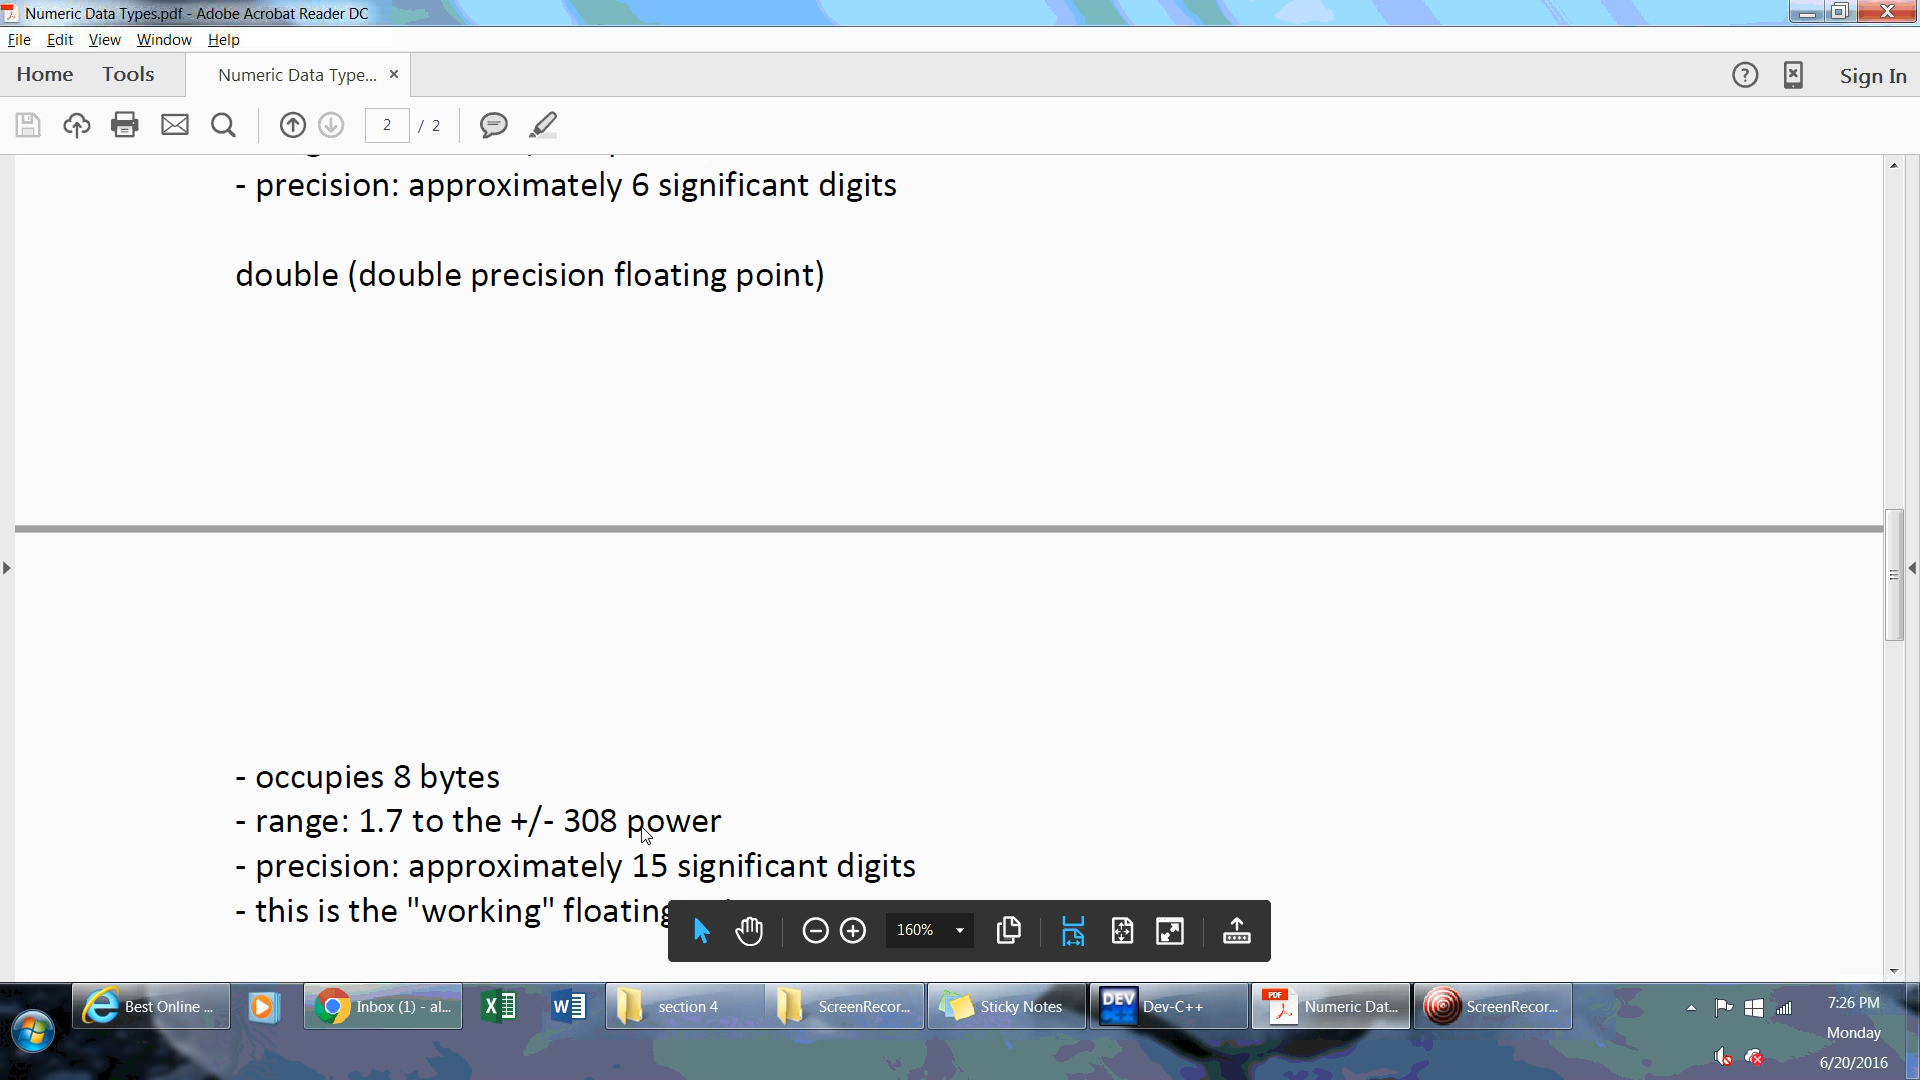 Numeric Data Types.pdf - Adobe Acrobat Reader DC
File Edit View Window Help
Home Tools Numeric Data Type... × Sign In
2 / 2
- precision: approximately 6 significant digits
double (double precision floating point)
- occupies 8 bytes
- range: 1.7 to the +/- 308 power
- precision: approximately 15 significant digits
- this is the "working" floating
160%
Best Online ... Inbox (1) - al... section 4 ScreenRecor... Sticky Notes DEV Dev-C++ PDF Numeric Dat... ScreenRecor...
7:26 PM
Monday
6/20/2016